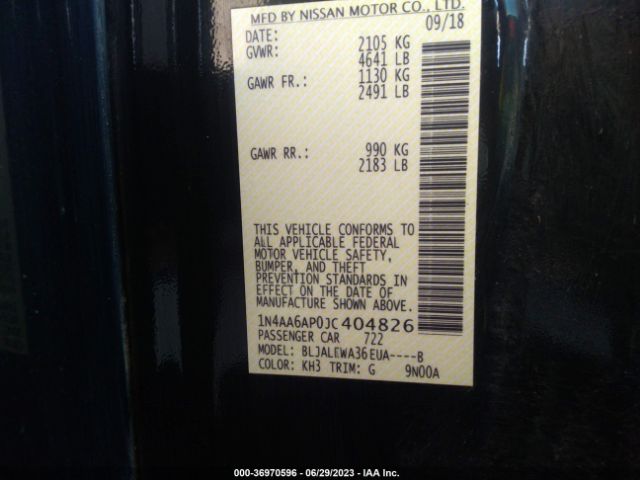 MFD BY NISSAN MOTOR CO., LTD.
DATE: 09/18
GVWR: 2105 KG
4641 LB
GAWR FR.: 1130 KG
2491 LB
GAWR RR.: 990 KG
2183 LB
THIS VEHICLE CONFORMS TO
ALL APPLICABLE FEDERAL
MOTOR VEHICLE SAFETY,
BUMPER, AND THEFT
PREVENTION STANDARDS IN
EFFECT ON THE DATE OF
MANUFACTURE SHOWN ABOVE.
1N4AA6AP0JC404826
PASSENGER CAR 722
MODEL: BLJALEWA36EUA----B
COLOR: KH3 TRIM: G 9N00A
000-36970596 - 06/29/2023 - IAA Inc.